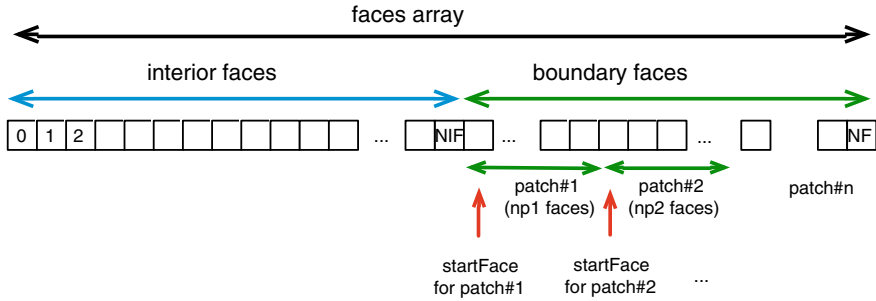 faces array
interior faces
boundary faces
0 1 2 ... NIF ... ... NF
patch#1
(np1 faces)
patch#2
(np2 faces)
patch#n
startFace
for patch#1
startFace
for patch#2
...